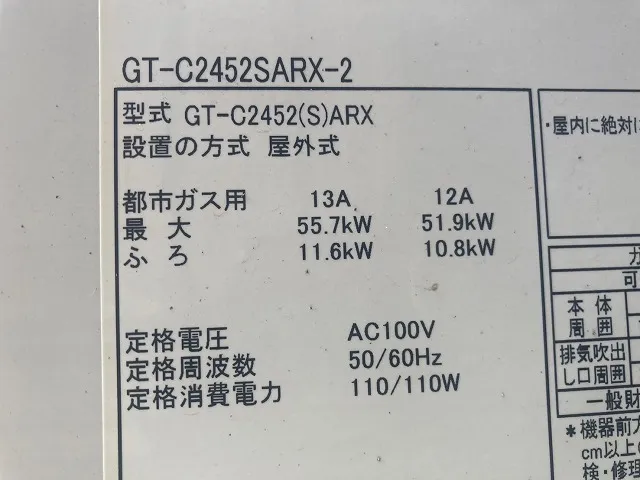 GT-C2452SARX-2
型式 GT-C2452(S)ARX
設置の方式 屋外式
都市ガス用 13A 12A
最大 55.7kW 51.9kW
ふろ 11.6kW 10.8kW
定格電圧 AC100V
定格周波数 50/60Hz
定格消費電力 110/110W
・屋内に絶対に
可
本体
周囲
排気吹出
し口周囲
一般財
*機器前方
cm以上
検・修理